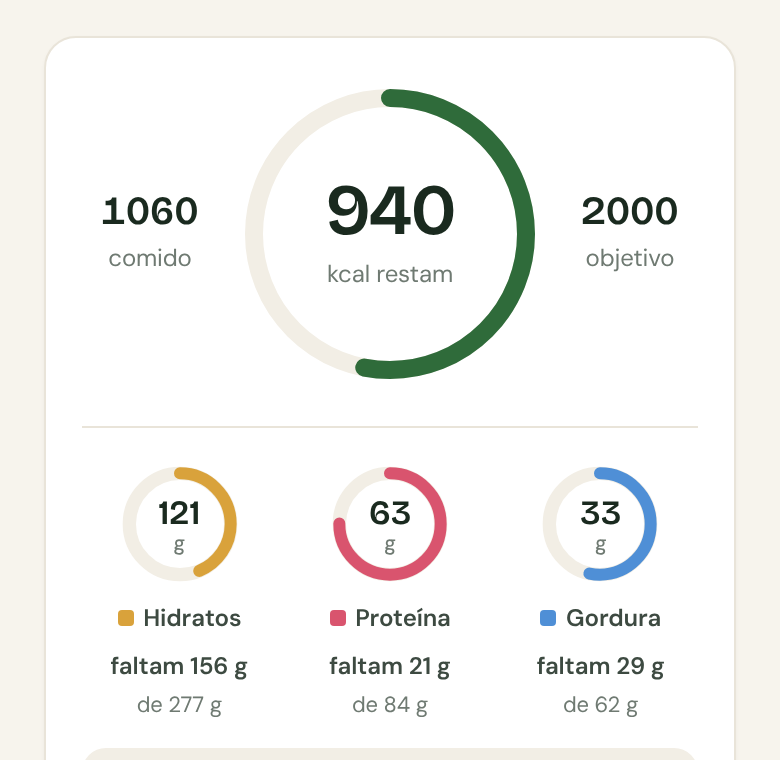 1060
comido
940
kcal restam
2000
objetivo
121
g
Hidratos
faltam 156 g
de 277 g
63
g
Proteína
faltam 21 g
de 84 g
33
g
Gordura
faltam 29 g
de 62 g